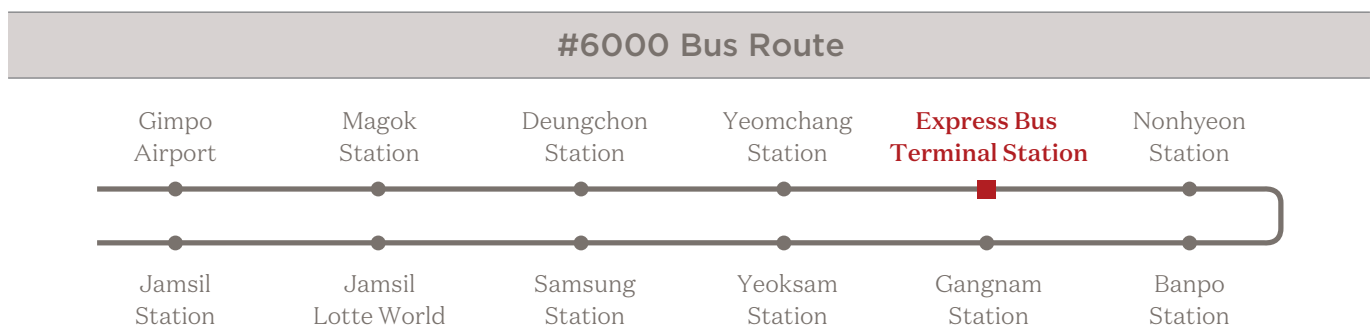 #6000 Bus Route
Gimpo
Airport
Magok
Station
Deungchon
Station
Yeomchang
Station
Express Bus
Terminal Station
Nonhyeon
Station
Jamsil
Station
Jamsil
Lotte World
Samsung
Station
Yeoksam
Station
Gangnam
Station
Banpo
Station